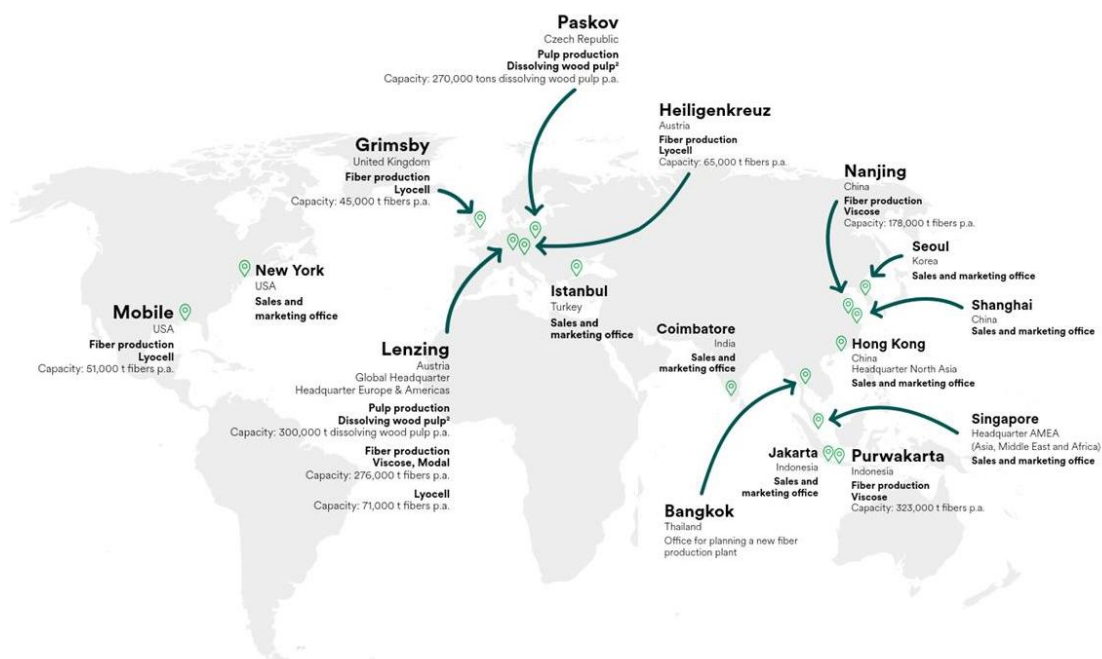 Paskov
Czech Republic
Pulp production
Dissolving wood pulp²
Capacity: 270,000 tons dissolving wood pulp p.a.
Heiligenkreuz
Austria
Fiber production
Lyocell
Capacity: 65,000 t fibers p.a.
Grimsby
United Kingdom
Fiber production
Lyocell
Capacity: 45,000 t fibers p.a.
Nanjing
China
Fiber production
Viscose
Capacity: 178,000 t fibers p.a.
Seoul
Korea
Sales and marketing office
New York
USA
Sales and
marketing office
Istanbul
Turkey
Sales and
marketing office
Shanghai
China
Sales and marketing office
Mobile
USA
Fiber production
Lyocell
Capacity: 51,000 t fibers p.a.
Coimbatore
India
Sales and
marketing office
Hong Kong
China
Headquarter North Asia
Sales and marketing office
Lenzing
Austria
Global Headquarter
Headquarter Europe & Americas
Pulp production
Dissolving wood pulp²
Capacity: 300,000 t dissolving wood pulp p.a.
Fiber production
Viscose, Modal
Capacity: 276,000 t fibers p.a.
Lyocell
Capacity: 71,000 t fibers p.a.
Singapore
Headquarter AMEA
(Asia, Middle East and Africa)
Sales and marketing office
Jakarta
Indonesia
Sales and
marketing office
Purwakarta
Indonesia
Fiber production
Viscose
Capacity: 323,000 t fibers p.a.
Bangkok
Thailand
Office for planning a new fiber
production plant